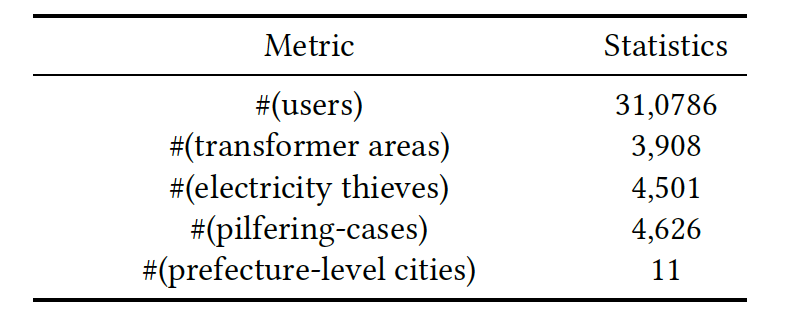 Metric Statistics
#(users) 31,0786
#(transformer areas) 3,908
#(electricity thieves) 4,501
#(pilfering-cases) 4,626
#(prefecture-level cities) 11